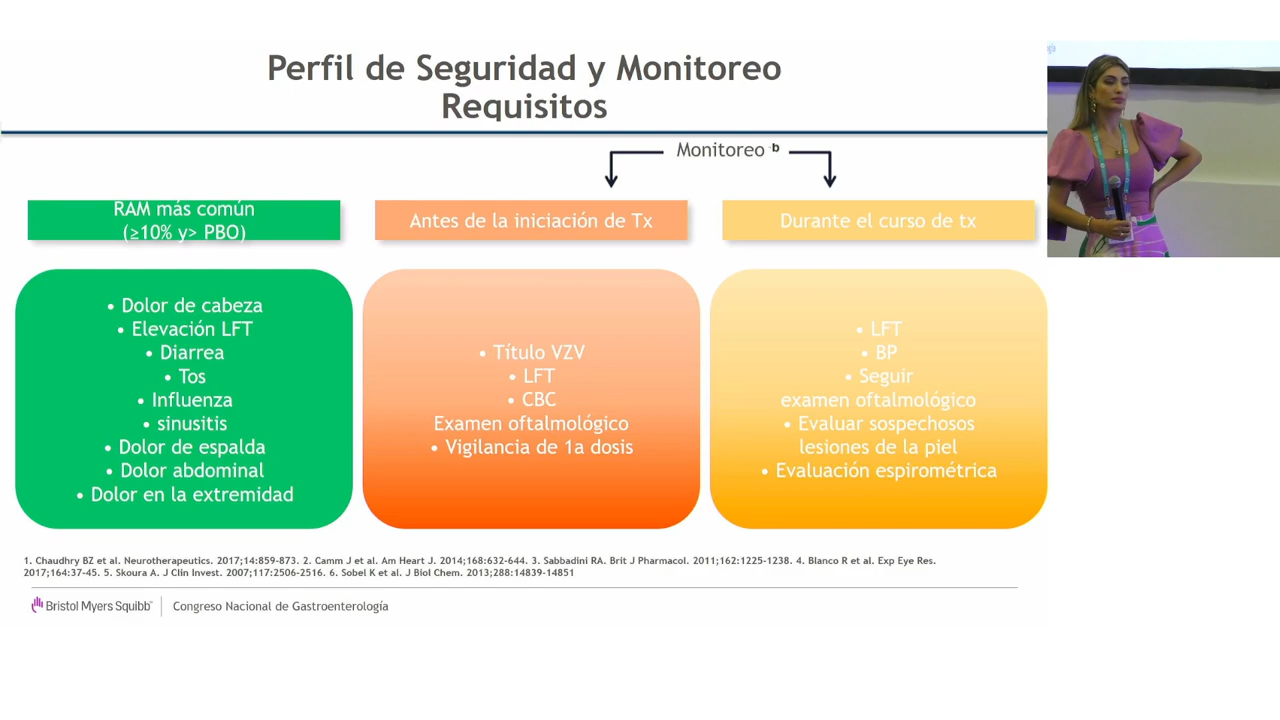 Perfil de Seguridad y Monitoreo
Requisitos
Monitoreo b
RAM más común
(≥10% y> PBO)
• Dolor de cabeza
• Elevación LFT
• Diarrea
• Tos
• Influenza
• sinusitis
• Dolor de espalda
• Dolor abdominal
• Dolor en la extremidad
Antes de la iniciación de Tx
• Título VZV
• LFT
• CBC
Examen oftalmológico
• Vigilancia de 1a dosis
Durante el curso de tx
• LFT
• BP
• Seguir
examen oftalmológico
• Evaluar sospechosos
lesiones de la piel
• Evaluación espirométrica
1. Chaudhry BZ et al. Neurotherapeutics. 2017;14:859-873. 2. Camm J et al. Am Heart J. 2014;168:632-644. 3. Sabbadini RA. Brit J Pharmacol. 2011;162:1225-1238. 4. Blanco R et al. Exp Eye Res.
2017;164:37-45. 5. Skoura A. J Clin Invest. 2007;117:2506-2516. 6. Sobel K et al. J Biol Chem. 2013;288:14839-14851
Bristol Myers Squibb™ | Congreso Nacional de Gastroenterología